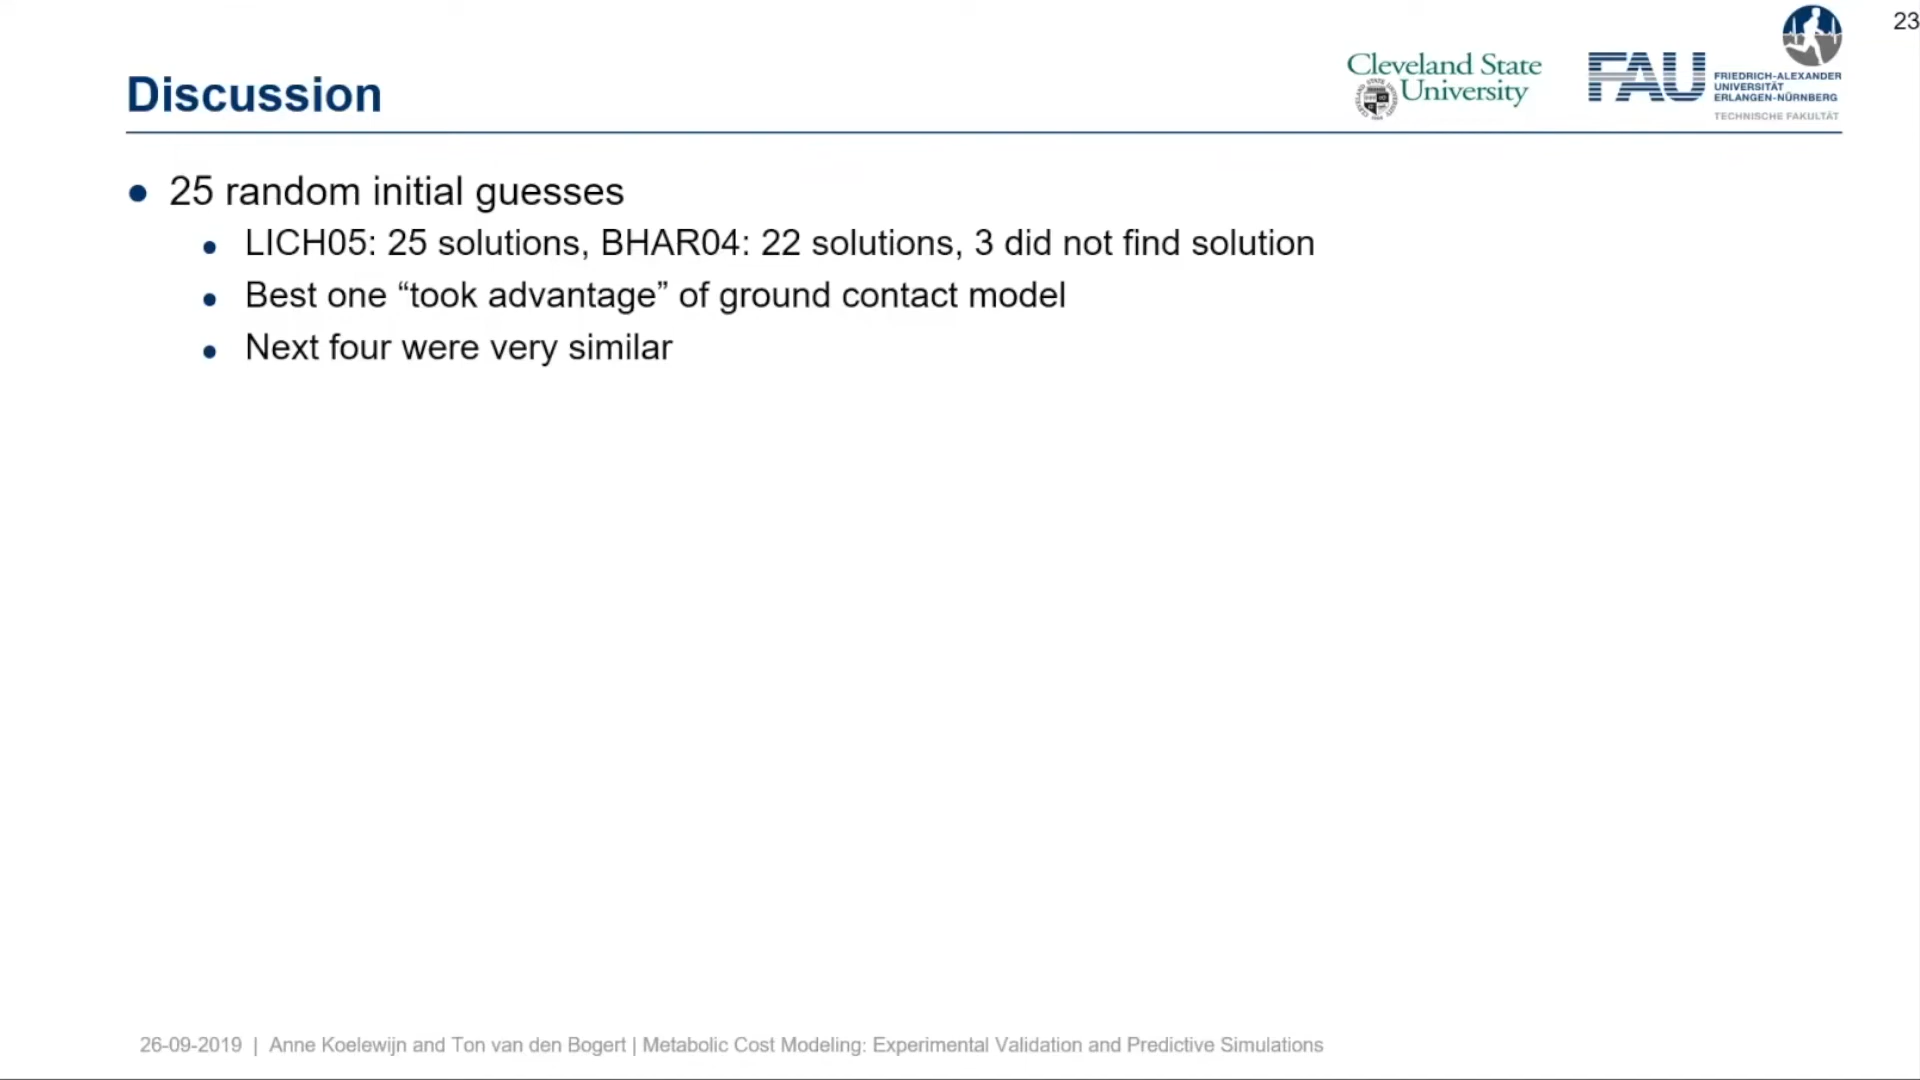 23
Discussion
Cleveland State
University
FAU
FRIEDRICH-ALEXANDER
UNIVERSITÄT
ERLANGEN-NÜRNBERG
TECHNISCHE FAKULTÄT
● 25 random initial guesses
● LICH05: 25 solutions, BHAR04: 22 solutions, 3 did not find solution
● Best one “took advantage” of ground contact model
● Next four were very similar
26-09-2019 | Anne Koelewijn and Ton van den Bogert | Metabolic Cost Modeling: Experimental Validation and Predictive Simulations